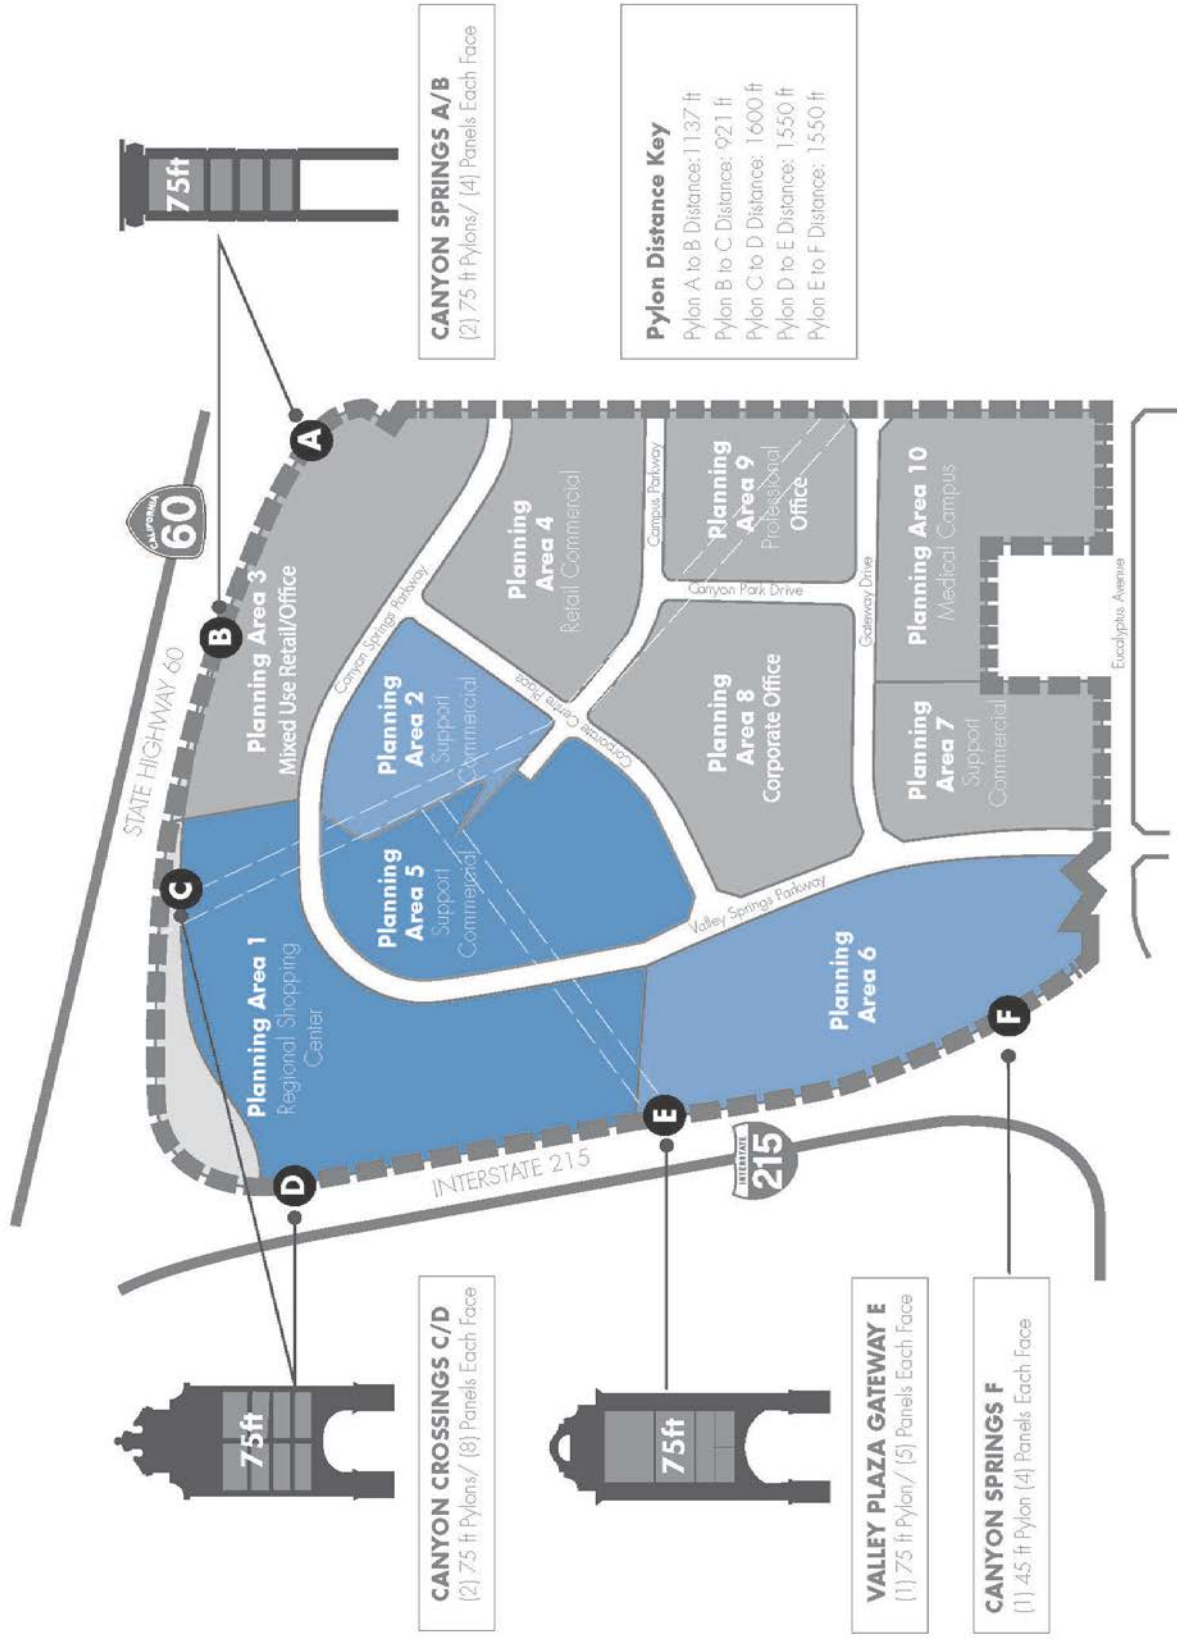 CANYON CROSSINGS C/D
(2) 75 ft Pylons/ (8) Panels Each Face
75ft
VALLEY PLAZA GATEWAY E
(1) 75 ft Pylon/ (5) Panels Each Face
75ft
CANYON SPRINGS F
(1) 45 ft Pylon (4) Panels Each Face
CANYON SPRINGS A/B
(2) 75 ft Pylons/ (4) Panels Each Face
75ft
Pylon Distance Key
Pylon A to B Distance: 1137 ft
Pylon B to C Distance: 921 ft
Pylon C to D Distance: 1600 ft
Pylon D to E Distance: 1550 ft
Pylon E to F Distance: 1550 ft
STATE HIGHWAY 60
CALIFORNIA
60
INTERSTATE 215
INTERSTATE
215
A
B
C
D
E
F
Planning Area 1
Regional Shopping
Center
Planning
Area 2
Support
Commercial
Planning Area 3
Mixed Use Retail/Office
Planning
Area 4
Retail Commercial
Planning
Area 5
Support
Commercial
Planning
Area 6
Planning
Area 7
Support
Commercial
Planning
Area 8
Corporate Office
Planning
Area 9
Professional
Office
Planning Area 10
Medical Campus
Canyon Springs Parkway
Corporate Centre Place
Campus Parkway
Canyon Park Drive
Gateway Drive
Valley Springs Parkway
Eucalyptus Avenue